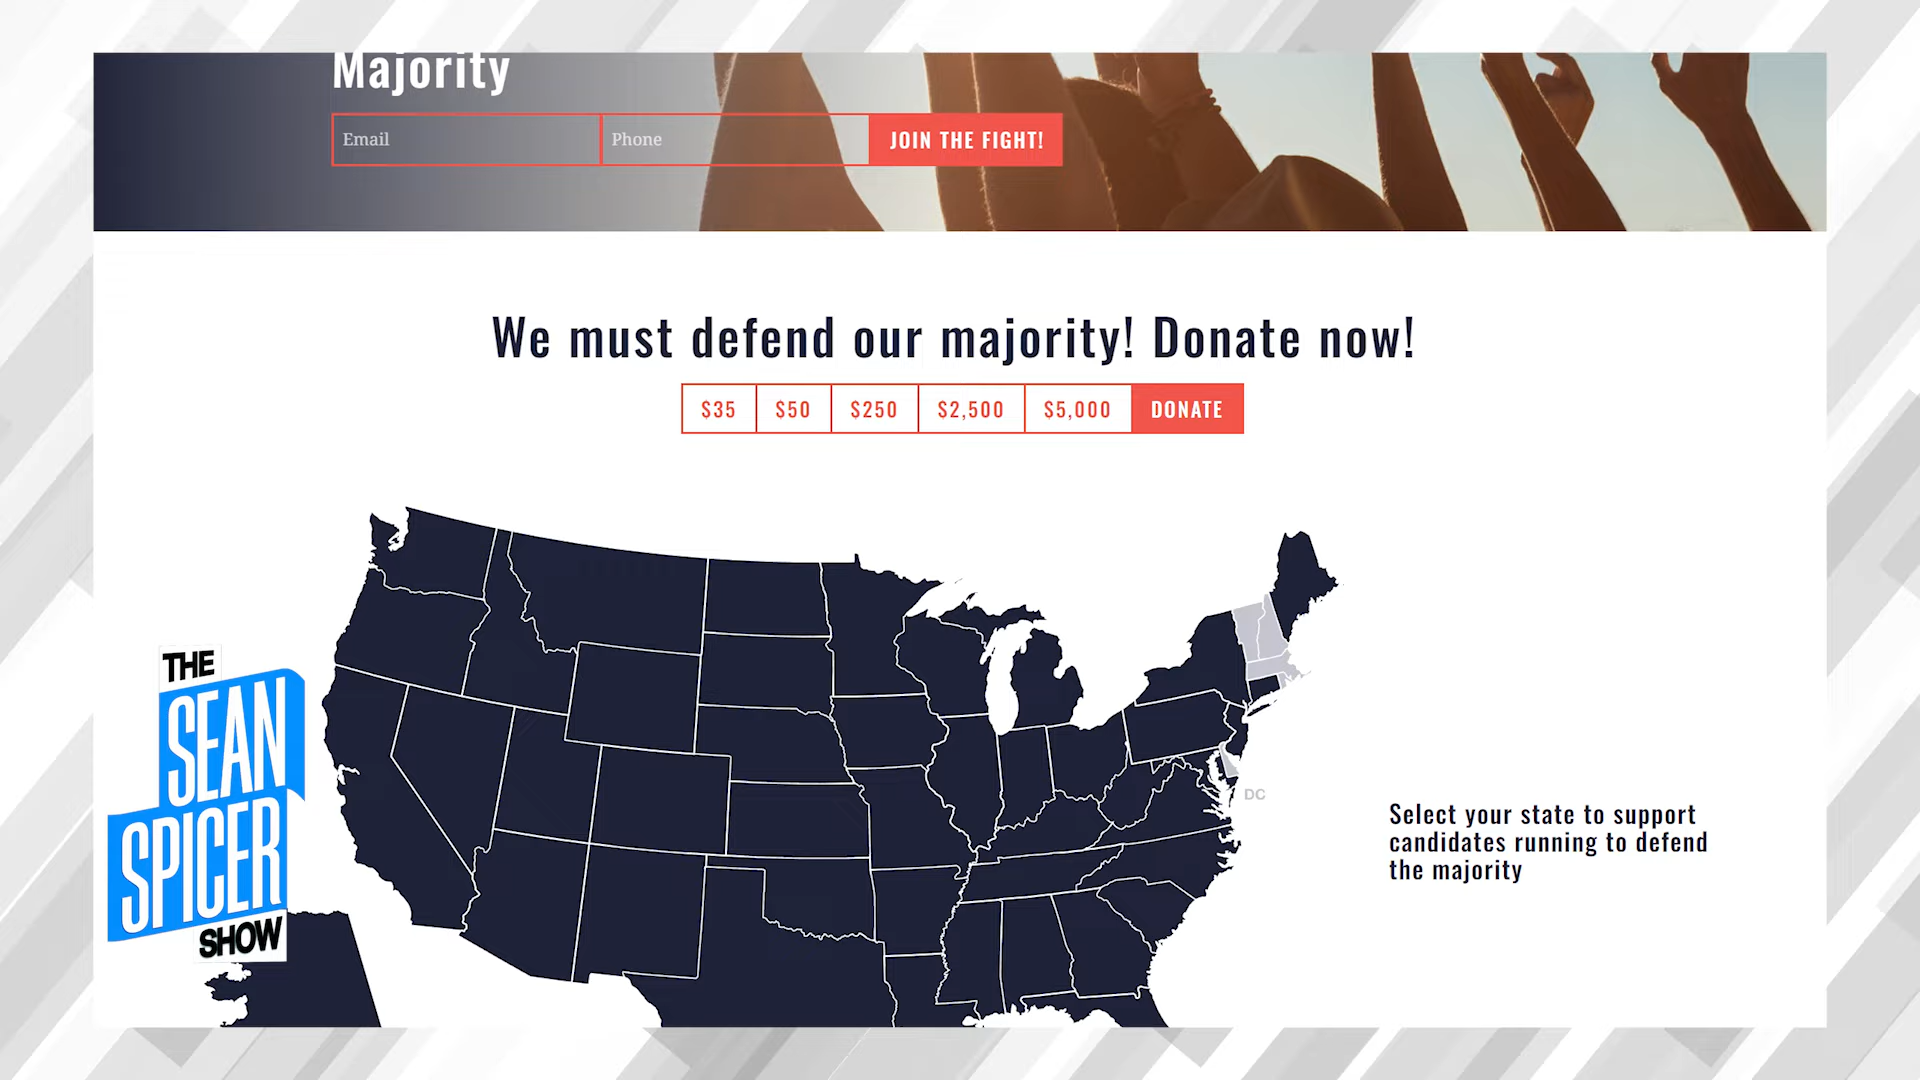 Majority
Email
Phone
JOIN THE FIGHT!
We must defend our majority! Donate now!
$35
$50
$250
$2,500
$5,000
DONATE
DC
Select your state to support
candidates running to defend
the majority
THE
SEAN
SPICER
SHOW